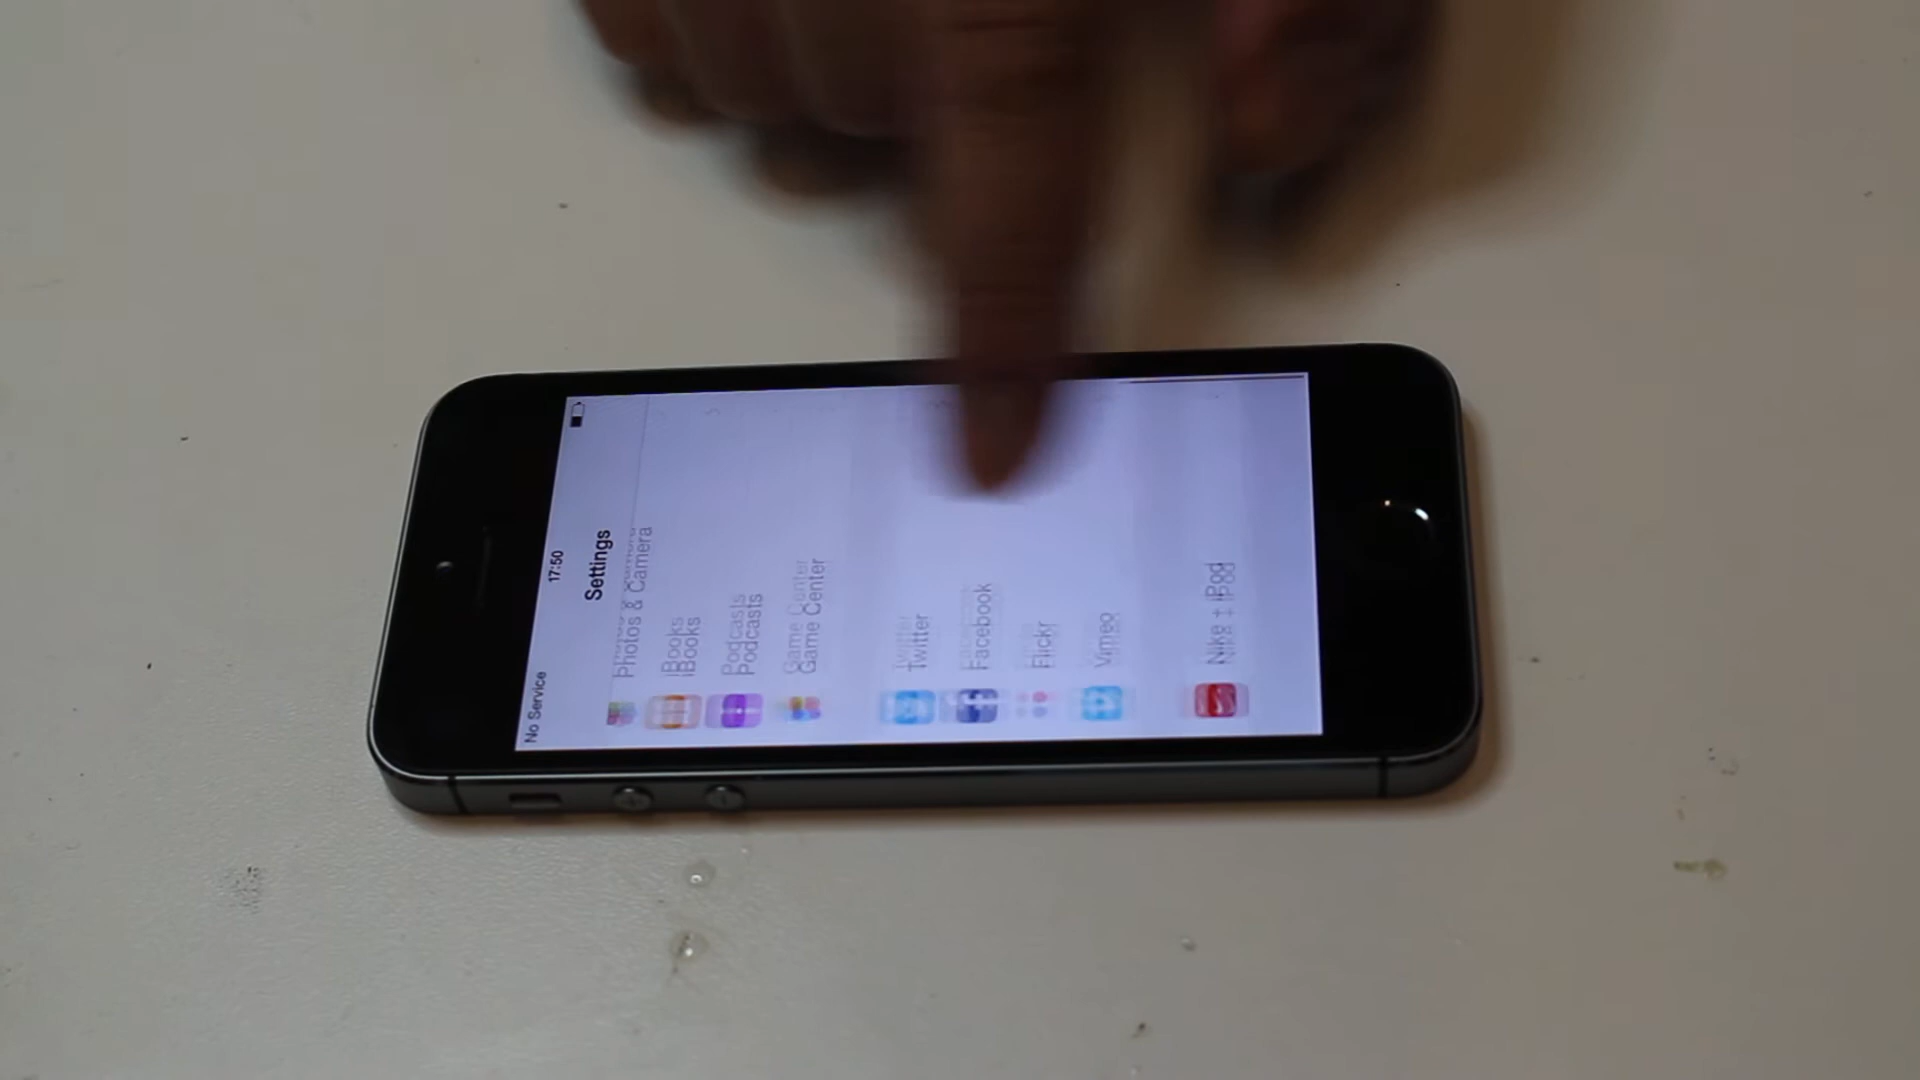 No Service 17:50
Settings
Photos & Camera
iBooks
Podcasts
Game Center
Twitter
Facebook
Flickr
Vimeo
Nike + iPod